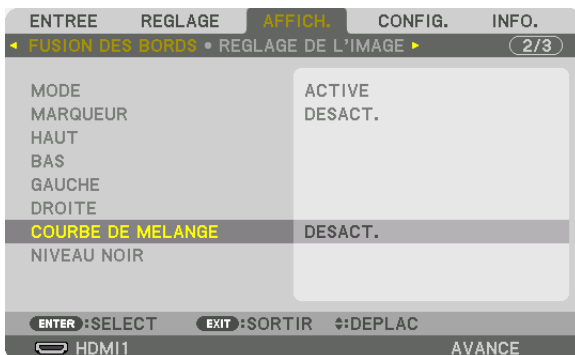 ENTREE REGLAGE AFFICH. CONFIG. INFO.
FUSION DES BORDS • REGLAGE DE L'IMAGE 2/3
MODE ACTIVE
MARQUEUR DESACT.
HAUT
BAS
GAUCHE
DROITE
COURBE DE MELANGE DESACT.
NIVEAU NOIR
ENTER :SELECT EXIT :SORTIR :DEPLAC
HDMI1 AVANCE